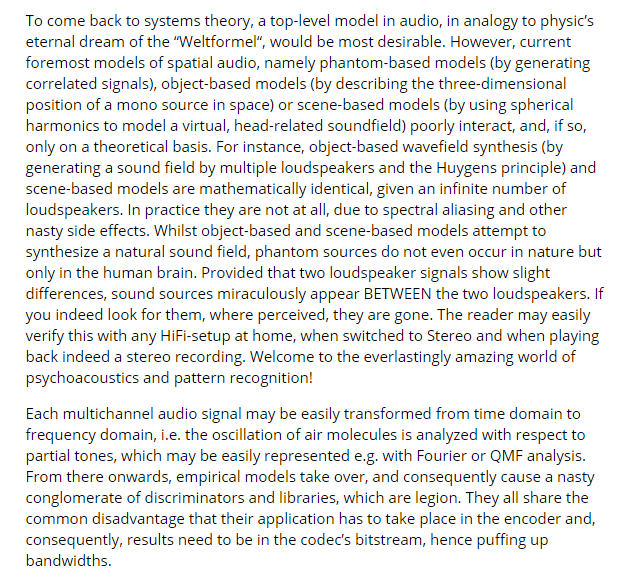 To come back to systems theory, a top-level model in audio, in analogy to physic's
eternal dream of the “Weltformel“, would be most desirable. However, current
foremost models of spatial audio, namely phantom-based models (by generating
correlated signals), object-based models (by describing the three-dimensional
position of a mono source in space) or scene-based models (by using spherical
harmonics to model a virtual, head-related soundfield) poorly interact, and, if so,
only on a theoretical basis. For instance, object-based wavefield synthesis (by
generating a sound field by multiple loudspeakers and the Huygens principle) and
scene-based models are mathematically identical, given an infinite number of
loudspeakers. In practice they are not at all, due to spectral aliasing and other
nasty side effects. Whilst object-based and scene-based models attempt to
synthesize a natural sound field, phantom sources do not even occur in nature but
only in the human brain. Provided that two loudspeaker signals show slight
differences, sound sources miraculously appear BETWEEN the two loudspeakers. If
you indeed look for them, where perceived, they are gone. The reader may easily
verify this with any HiFi-setup at home, when switched to Stereo and when playing
back indeed a stereo recording. Welcome to the everlastingly amazing world of
psychoacoustics and pattern recognition!
Each multichannel audio signal may be easily transformed from time domain to
frequency domain, i.e. the oscillation of air molecules is analyzed with respect to
partial tones, which may be easily represented e.g. with Fourier or QMF analysis.
From there onwards, empirical models take over, and consequently cause a nasty
conglomerate of discriminators and libraries, which are legion. They all share the
common disadvantage that their application has to take place in the encoder and,
consequently, results need to be in the codec's bitstream, hence puffing up
bandwidths.